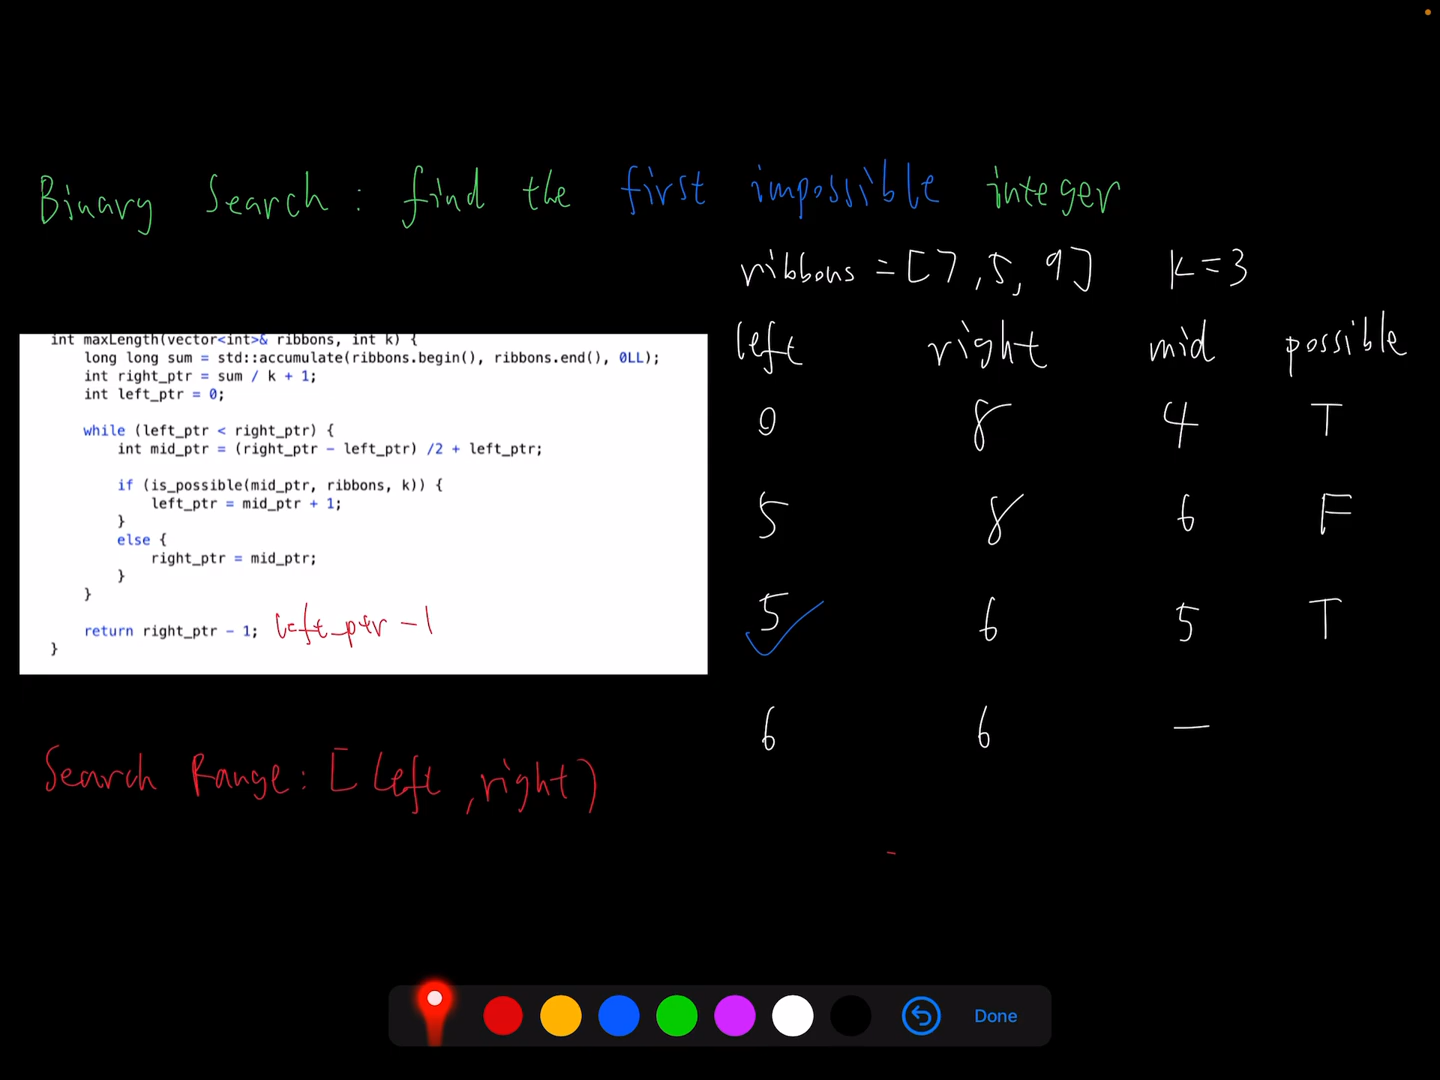 Binary Search: find the first impossible integer
ribbons = [7, 5, 9] k=3
int maxLength(vector<int>& ribbons, int k) {
long long sum = std::accumulate(ribbons.begin(), ribbons.end(), 0LL);
int right_ptr = sum / k + 1;
int left_ptr = 0;
while (left_ptr < right_ptr) {
int mid_ptr = (right_ptr - left_ptr) /2 + left_ptr;
if (is_possible(mid_ptr, ribbons, k)) {
left_ptr = mid_ptr + 1;
}
else {
right_ptr = mid_ptr;
}
}
return right_ptr - 1; left_ptr - 1
}
left right mid possible
0 8 4 T
5 8 6 F
5 6 5 T
6 6 —
Search Range: [left, right)
Done